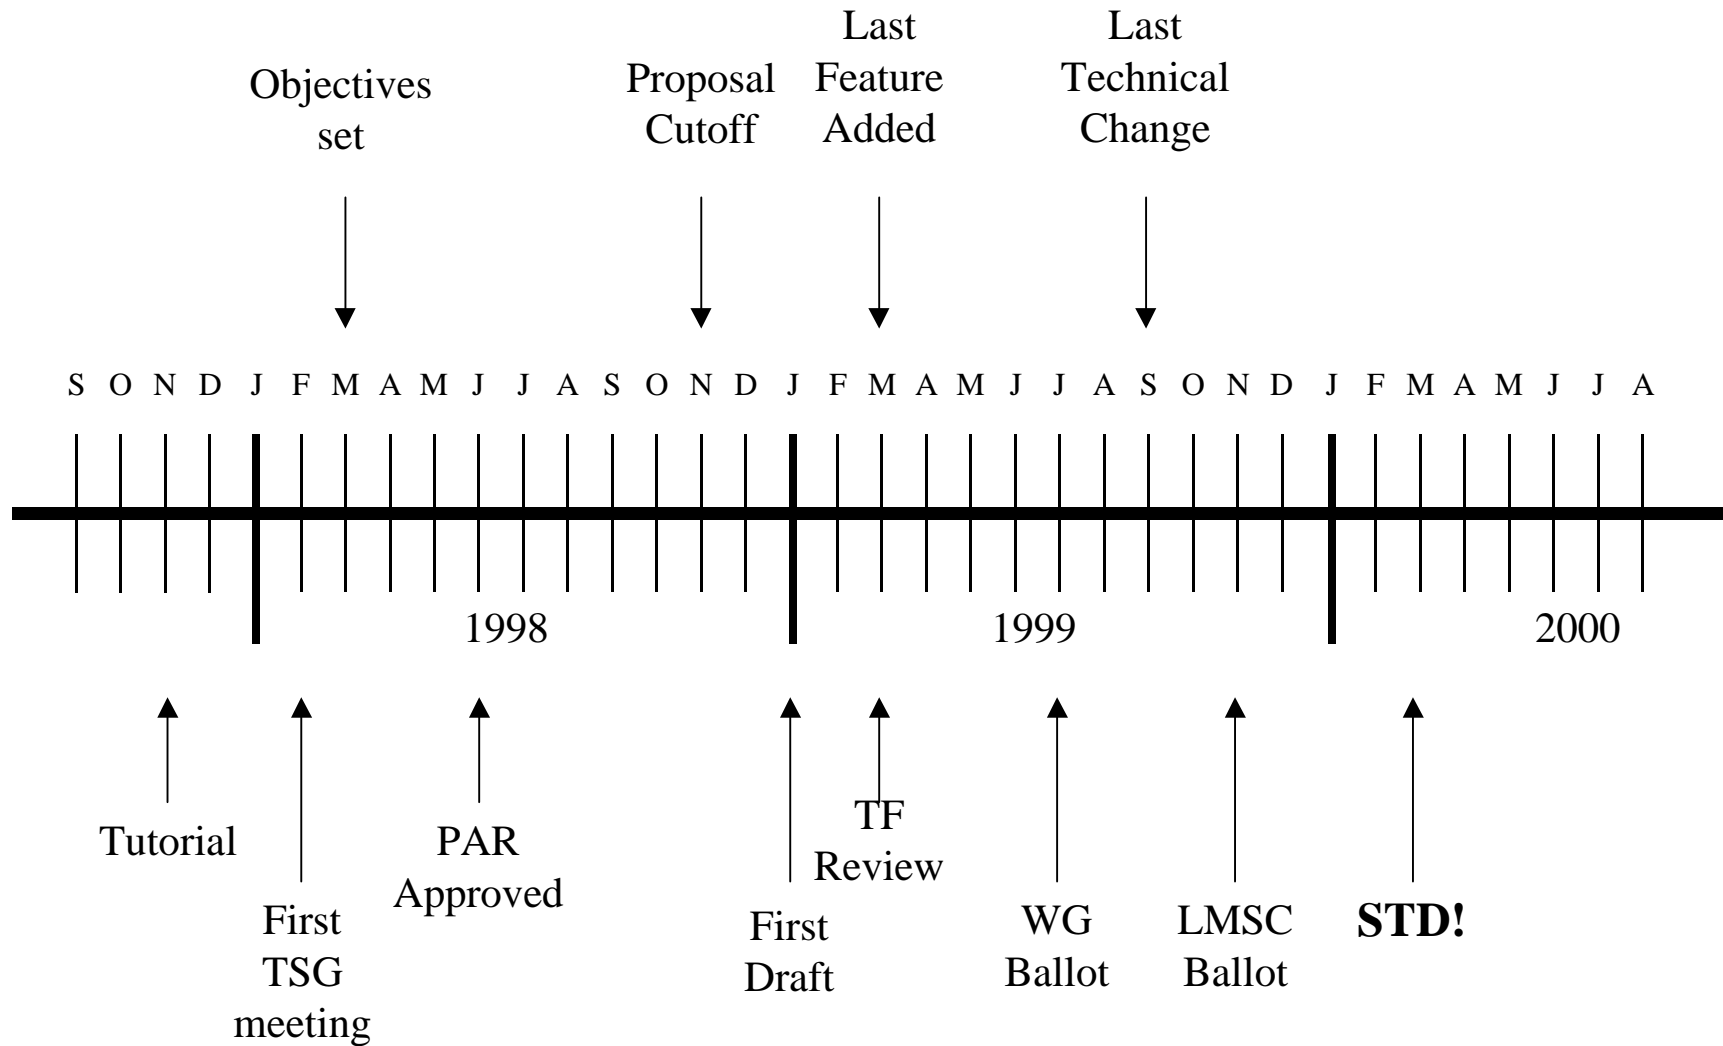 Objectives
set
Proposal
Cutoff
Last
Feature
Added
Last
Technical
Change
S O N D J F M A M J J A S O N D J F M A M J J A S O N D J F M A M J J A
1998 1999 2000
Tutorial
First
TSG
meeting
PAR
Approved
First
Draft
TF
Review
WG
Ballot
LMSC
Ballot
STD!